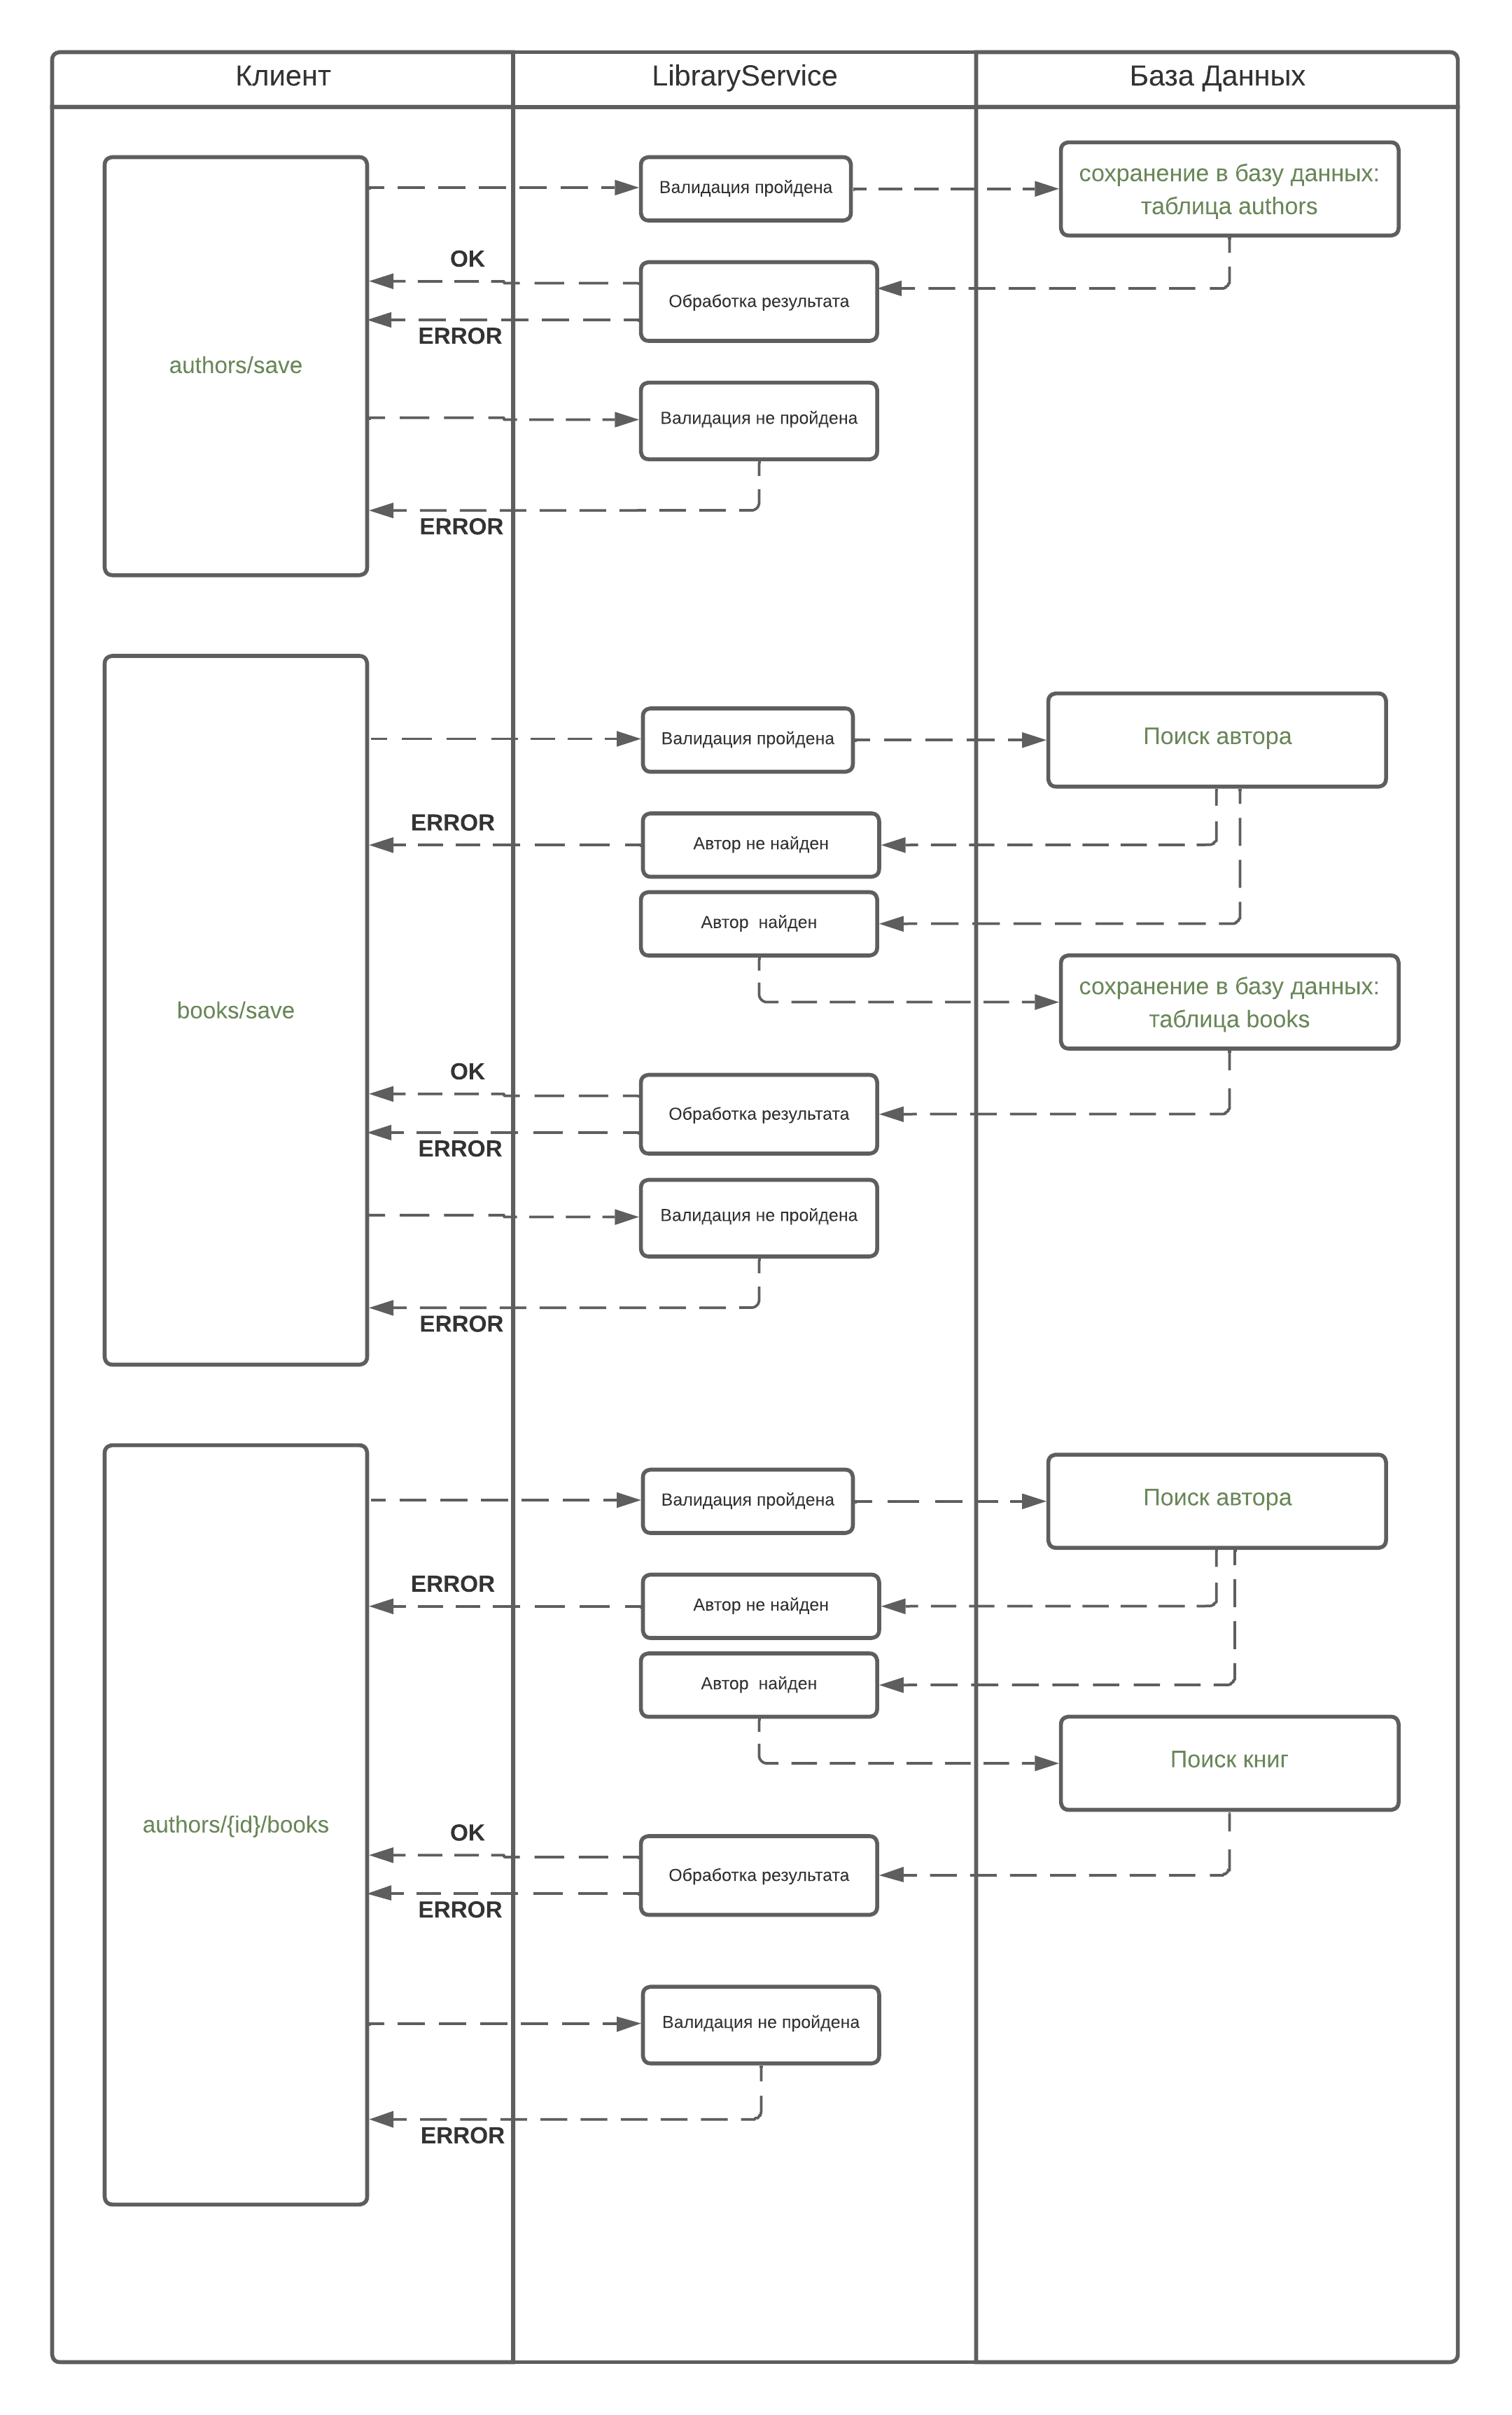 Клиент
LibraryService
База Данных
Валидация пройдена
сохранение в базу данных:
таблица authors
OK
Обработка результата
ERROR
authors/save
Валидация не пройдена
ERROR
Валидация пройдена
Поиск автора
ERROR
Автор не найден
Автор  найден
сохранение в базу данных:
таблица books
books/save
OK
Обработка результата
ERROR
Валидация не пройдена
ERROR
Валидация пройдена
Поиск автора
ERROR
Автор не найден
Автор  найден
Поиск книг
authors/{id}/books
OK
Обработка результата
ERROR
Валидация не пройдена
ERROR